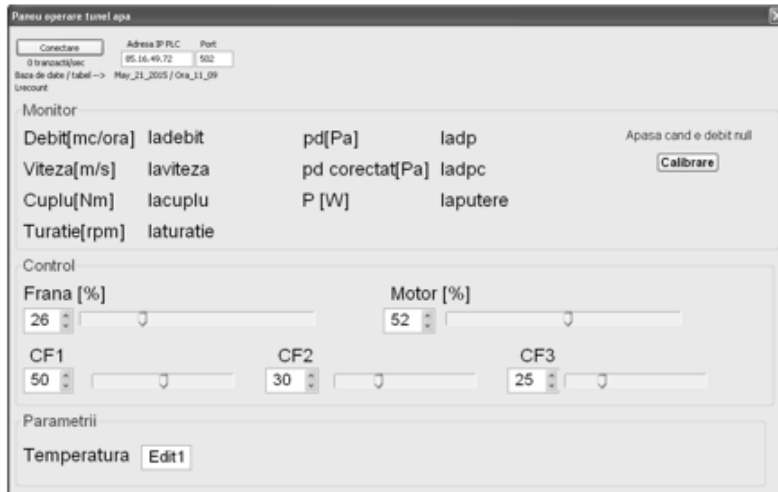 Panou operare tunel apa
Conectare Adresa IP PLC Port
0 tranzactii/sec 85.16.49.72 502
Baza de date / tabel --> May_21_2015 / Ora_11_09
Lrecount
Monitor
Debit[mc/ora] ladebit pd[Pa] ladp Apasa cand e debit null
Viteza[m/s] laviteza pd corectat[Pa] ladpc Calibrare
Cuplu[Nm] lacuplu P [W] laputere
Turatie[rpm] laturatie
Control
Frana [%] Motor [%]
26 52
CF1 CF2 CF3
50 30 25
Parametrii
Temperatura Edit1